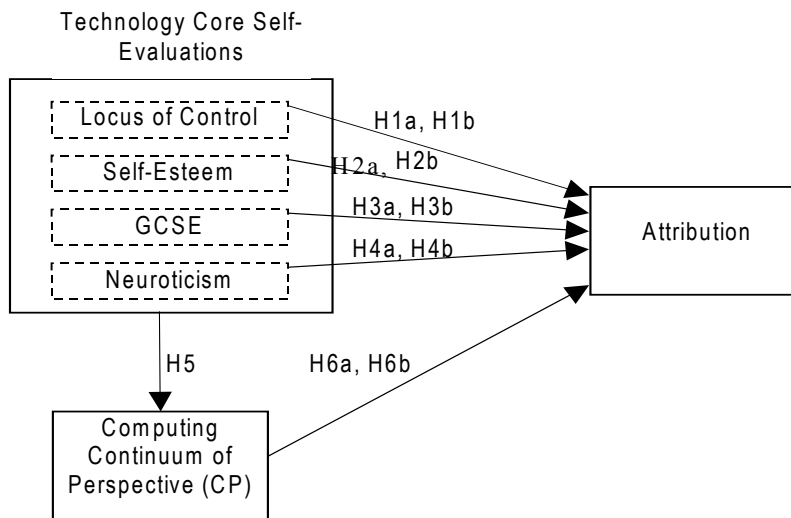 Technology Core Self-
Evaluations
Locus of Control
H1a, H1b
Self-Esteem
H2a, H2b
GCSE
H3a, H3b
Attribution
Neuroticism
H4a, H4b
H5
H6a, H6b
Computing
Continuum of
Perspective (CP)